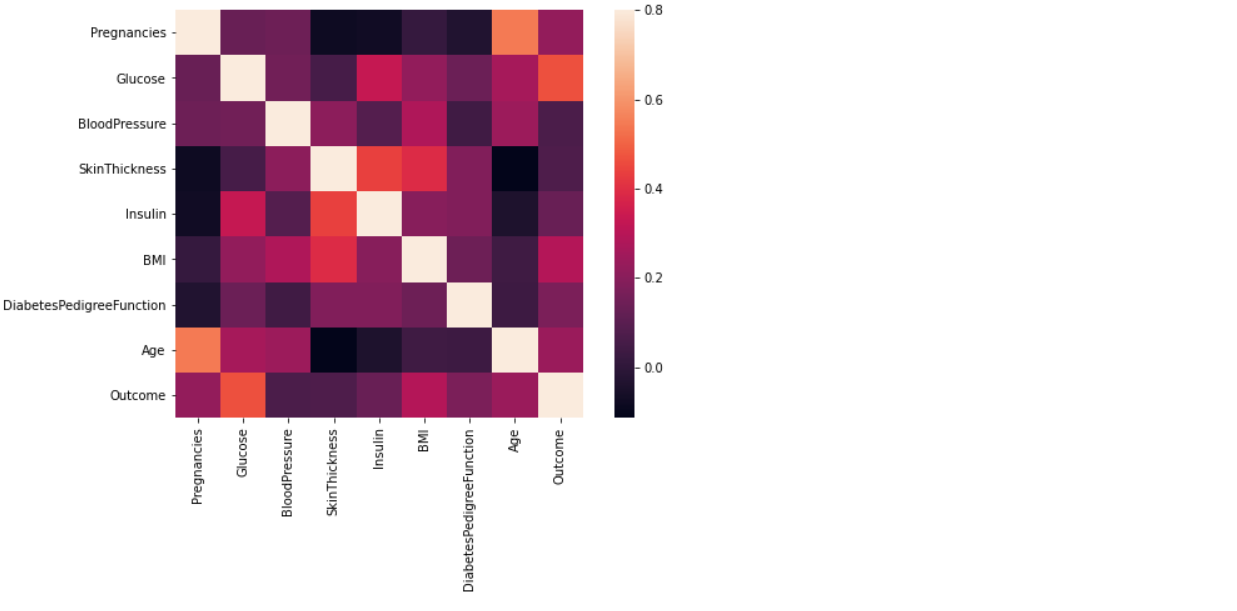 Pregnancies
Glucose
BloodPressure
SkinThickness
Insulin
BMI
DiabetesPedigreeFunction
Age
Outcome
Pregnancies
Glucose
BloodPressure
SkinThickness
Insulin
BMI
DiabetesPedigreeFunction
Age
Outcome
0.8
0.6
0.4
0.2
0.0